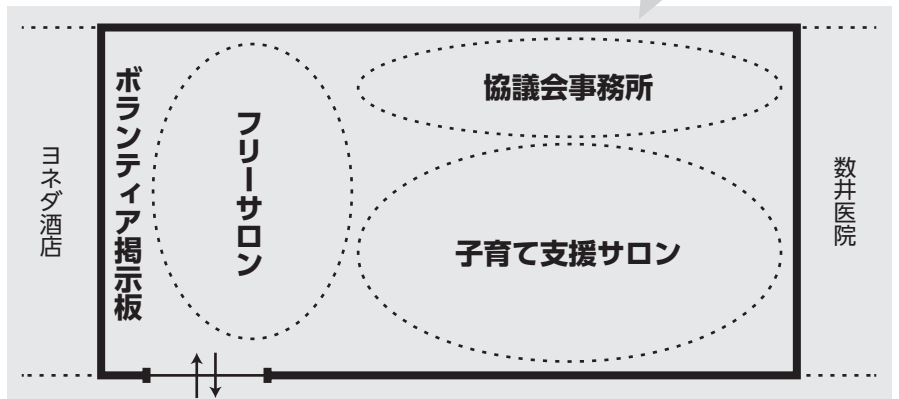 ヨネダ酒店
ボランティア掲示板
フリーサロン
協議会事務所
子育て支援サロン
数井医院